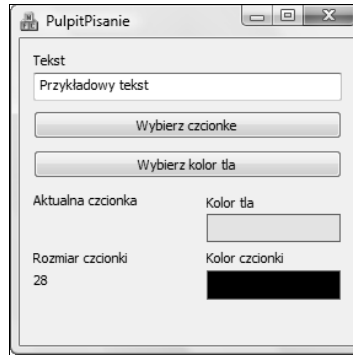 PulpitPisanie
Tekst
Przykładowy tekst
Wybierz czcionke
Wybierz kolor tla
Aktualna czcionka
Kolor tla
Rozmiar czcionki
Kolor czcionki
28